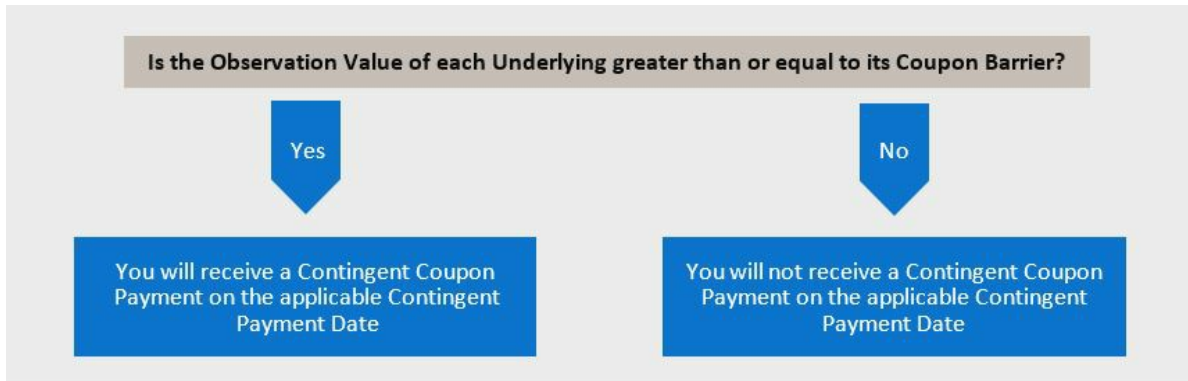 Is the Observation Value of each Underlying greater than or equal to its Coupon Barrier?
Yes
No
You will receive a Contingent Coupon
Payment on the applicable Contingent
Payment Date
You will not receive a Contingent Coupon
Payment on the applicable Contingent
Payment Date